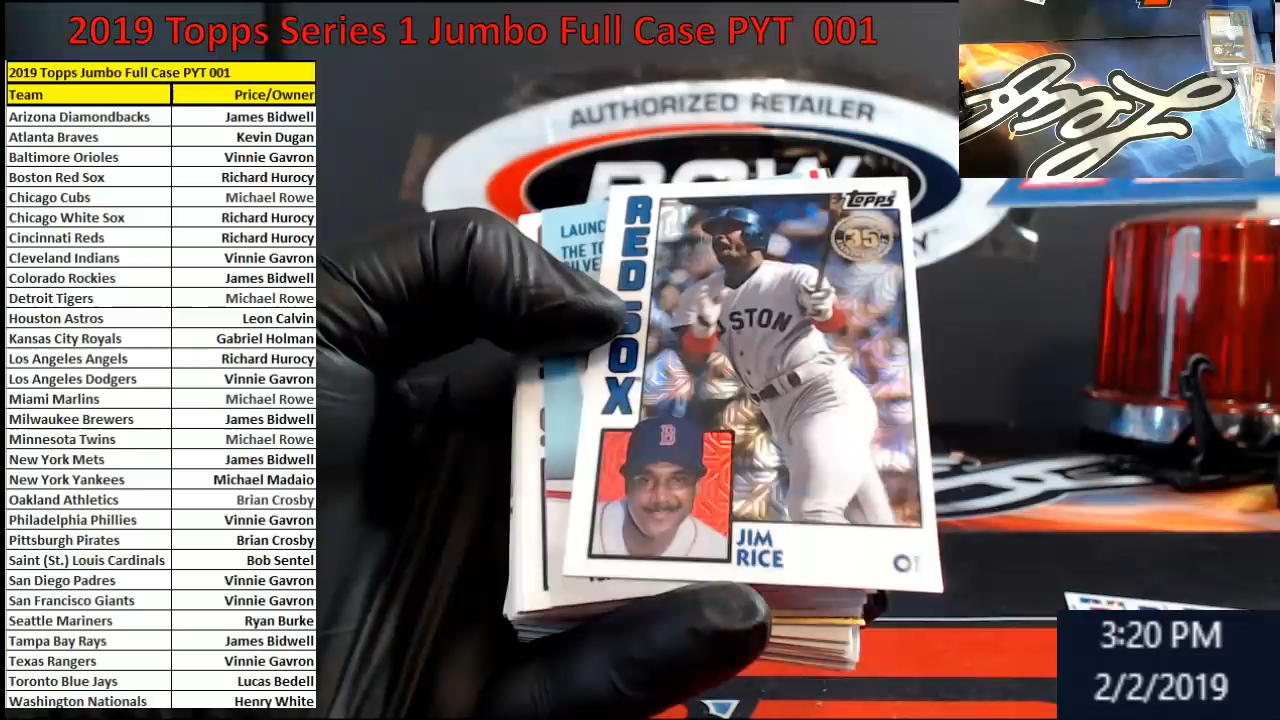 2019 Topps Series 1 Jumbo Full Case PYT 001
2019 Topps Jumbo Full Case PYT 001
Team Price/Owner
Arizona Diamondbacks James Bidwell
Atlanta Braves Kevin Dugan
Baltimore Orioles Vinnie Gavron
Boston Red Sox Richard Hurocy
Chicago Cubs Michael Rowe
Chicago White Sox Richard Hurocy
Cincinnati Reds Richard Hurocy
Cleveland Indians Vinnie Gavron
Colorado Rockies James Bidwell
Detroit Tigers Michael Rowe
Houston Astros Leon Calvin
Kansas City Royals Gabriel Holman
Los Angeles Angels Richard Hurocy
Los Angeles Dodgers Vinnie Gavron
Miami Marlins Michael Rowe
Milwaukee Brewers James Bidwell
Minnesota Twins Michael Rowe
New York Mets James Bidwell
New York Yankees Michael Madaio
Oakland Athletics Brian Crosby
Philadelphia Phillies Vinnie Gavron
Pittsburgh Pirates Brian Crosby
Saint (St.) Louis Cardinals Bob Sentel
San Diego Padres Vinnie Gavron
San Francisco Giants Vinnie Gavron
Seattle Mariners Ryan Burke
Tampa Bay Rays James Bidwell
Texas Rangers Vinnie Gavron
Toronto Blue Jays Lucas Bedell
Washington Nationals Henry White
AUTHORIZED RETAILER
LAUNC
THE TO
RED SOX
Topps
35
STON
B
JIM
RICE
OF
3:20 PM
2/2/2019